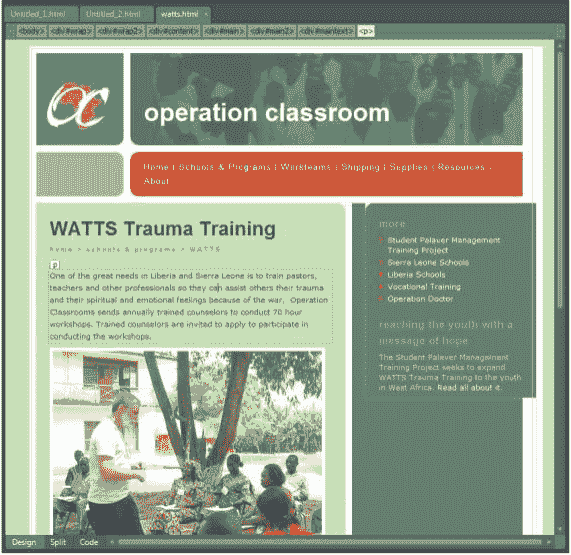 Untitled_1.html Untitled_2.html watts.html ×
<body> <div#wrap> <div#wrap2> <div#content> <div#main> <div#main2> <div#maintext> <p>
oc
operation classroom
Home | Schools & Programs | Workteams | Shipping | Supplies | Resources |
About
WATTS Trauma Training
home > schools & programs > WATTS
p
One of the great needs in Liberia and Sierra Leone is to train pastors,
teachers and other professionals so they can assist others their trauma
and their spiritual and emotional feelings because of the war. Operation
Classrooms sends annually trained counselors to conduct 70 hour
workshops. Trained counselors are invited to apply to participate in
conducting the workshops.
more
Student Palaver Management
Training Project
Sierra Leone Schools
Liberia Schools
Vocational Training
Operation Doctor
reaching the youth with a
message of hope
The Student Palaver Management
Training Project seeks to expand
WATTS Trauma Training to the youth
in West Africa. Read all about it.
Design Split Code